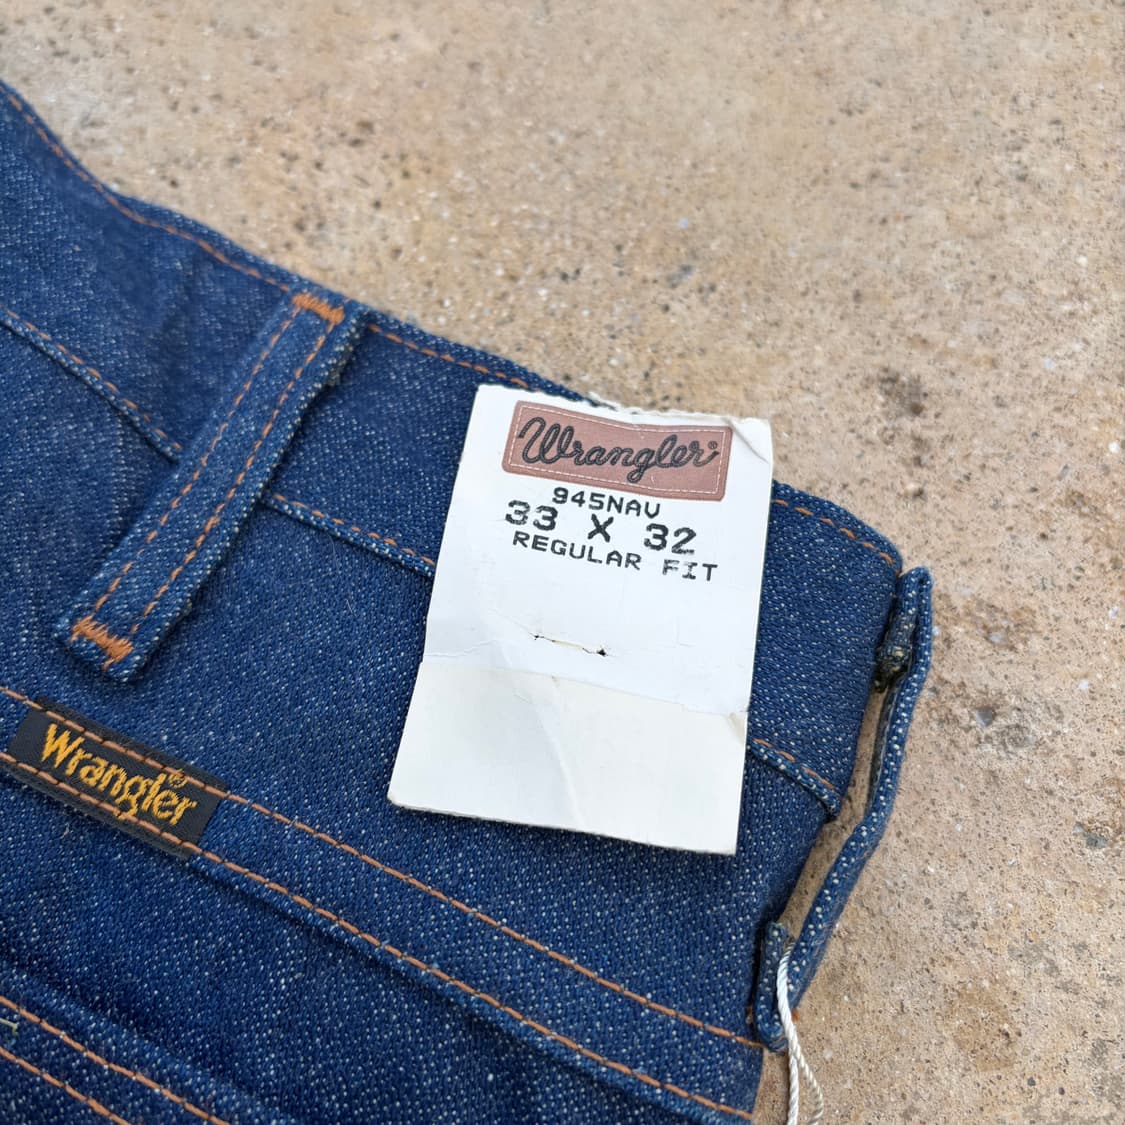 Wrangler®
945NAV
33 X 32
REGULAR FIT
Wrangler®